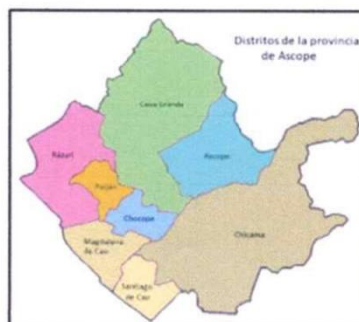 Distritos de la provincia
de Ascope
Casa Grande
Rázuri
Ascope
Paiján
Chocope
Chicama
Magdalena
de Cao
Santiago
de Cao